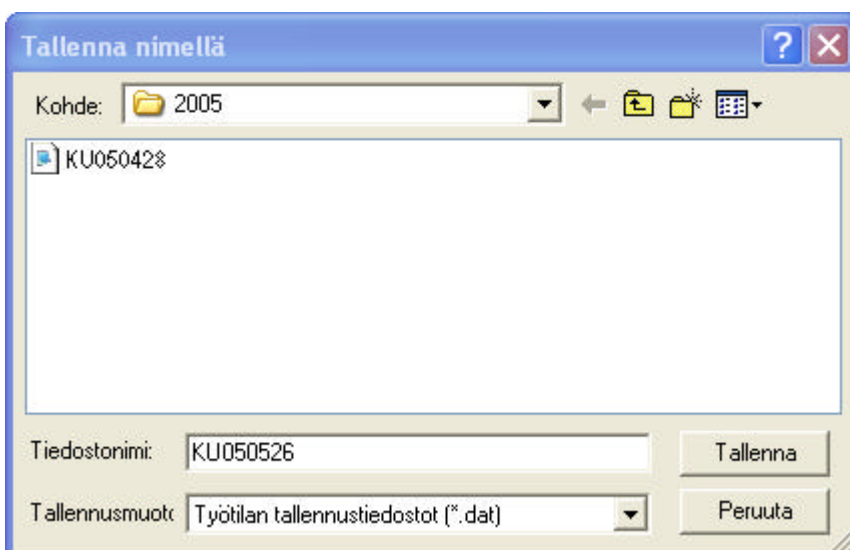 Tallenna nimellä
Kohde: 2005
KU050428
Tiedostonimi: KU050526 Tallenna
Tallennusmuoto Työtilan tallennustiedostot (*.dat) Peruuta